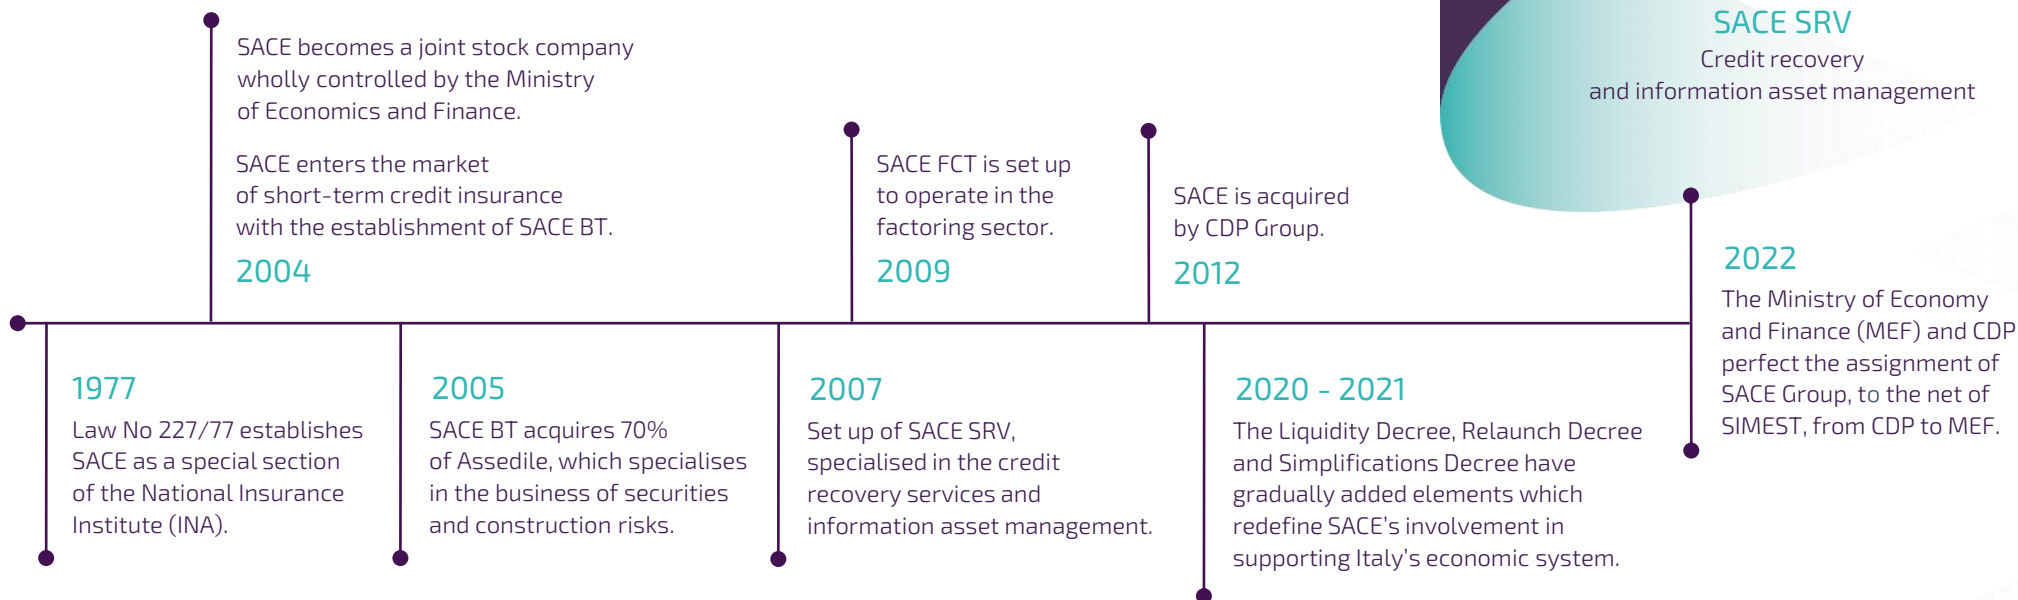 SACE SRV
Credit recovery
and information asset management
SACE becomes a joint stock company
wholly controlled by the Ministry
of Economics and Finance.
SACE enters the market
of short-term credit insurance
with the establishment of SACE BT.
2004
SACE FCT is set up
to operate in the
factoring sector.
2009
SACE is acquired
by CDP Group.
2012
2022
The Ministry of Economy
and Finance (MEF) and CDP
perfect the assignment of
SACE Group, to the net of
SIMEST, from CDP to MEF.
1977
Law No 227/77 establishes
SACE as a special section
of the National Insurance
Institute (INA).
2005
SACE BT acquires 70%
of Assedile, which specialises
in the business of securities
and construction risks.
2007
Set up of SACE SRV,
specialised in the credit
recovery services and
information asset management.
2020 - 2021
The Liquidity Decree, Relaunch Decree
and Simplifications Decree have
gradually added elements which
redefine SACE's involvement in
supporting Italy's economic system.